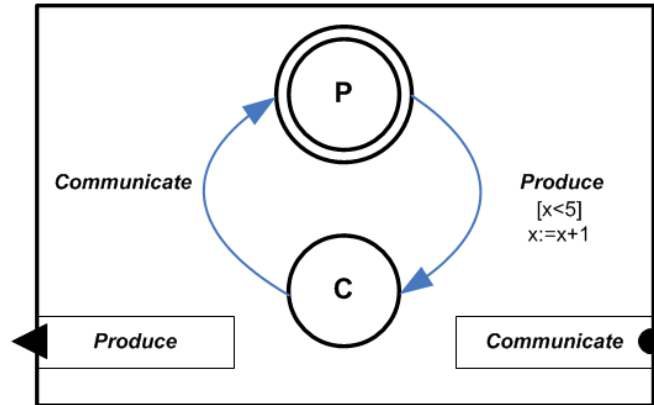 P
Communicate
Produce
[x<5]
x:=x+1
C
Produce
Communicate